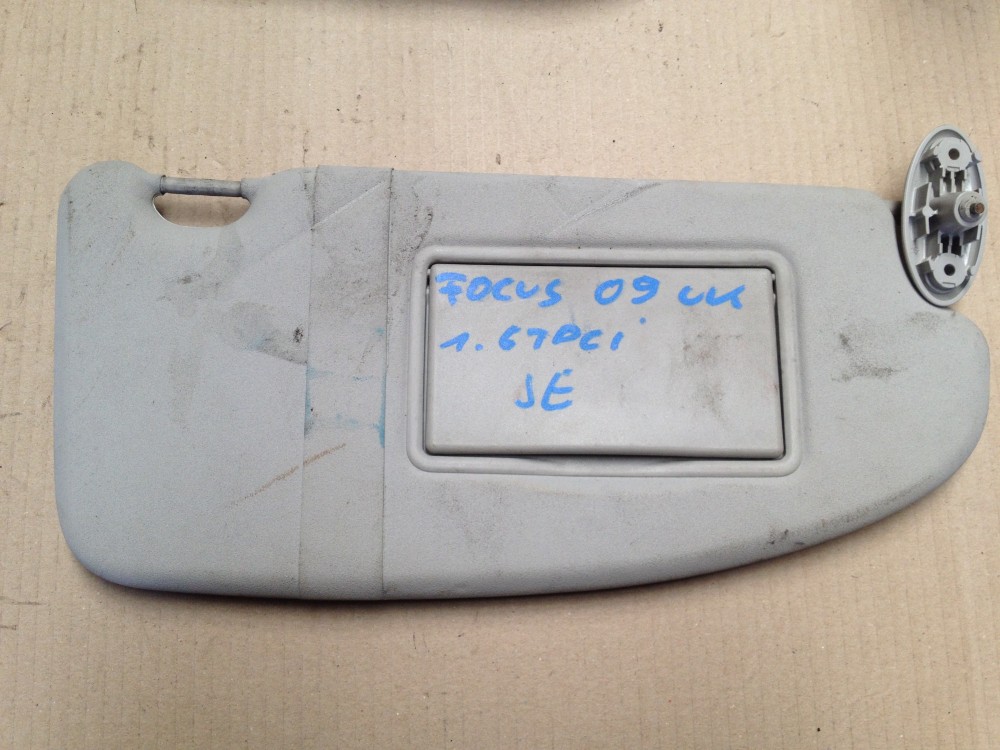 FOCUS 09 UK
1.6TDCi
SE